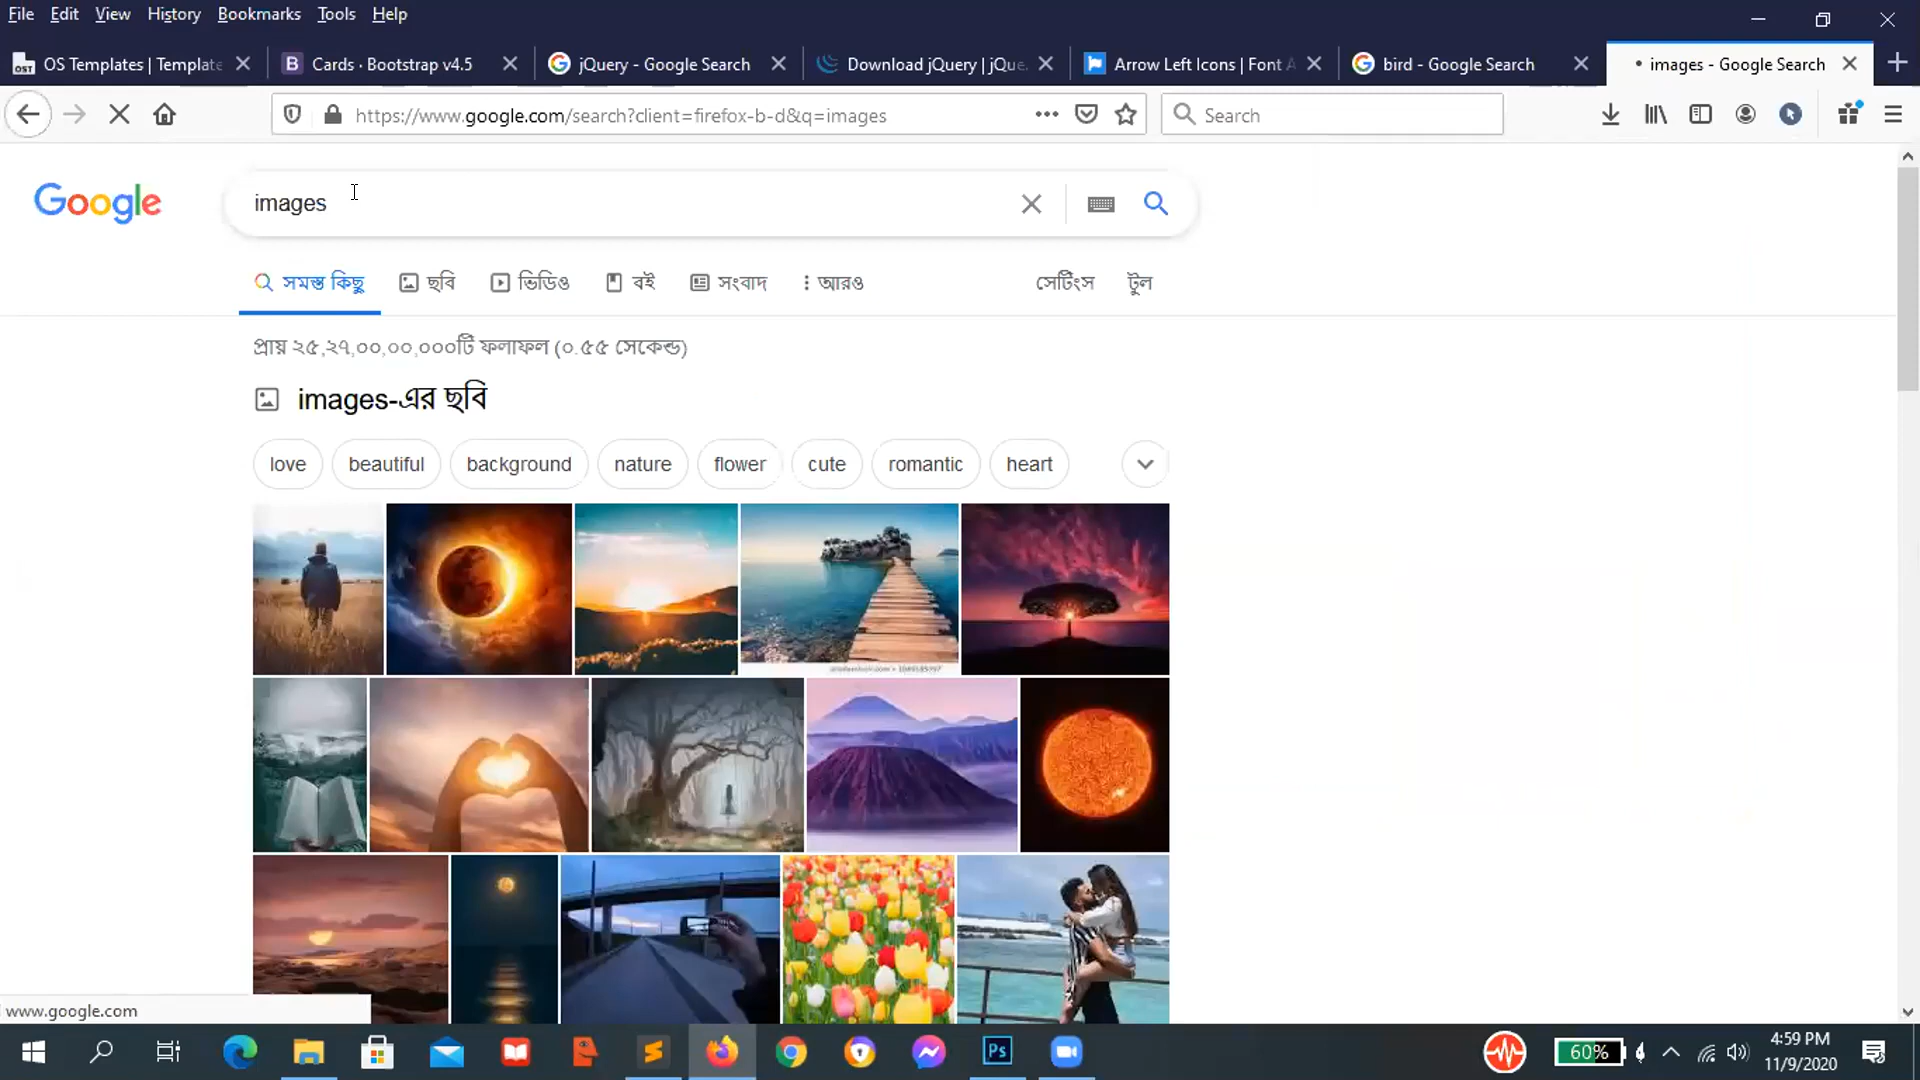 File Edit View History Bookmarks Tools Help
OS Templates | Template
Cards · Bootstrap v4.5
jQuery - Google Search
Download jQuery | jQue
Arrow Left Icons | Font A
bird - Google Search
images - Google Search
https://www.google.com/search?client=firefox-b-d&q=images
Search
Google
images
সমস্ত কিছু ছবি ভিডিও বই সংবাদ আরও সেটিংস টুল
প্রায় ২৫,২৭,০০,০০,০০০টি ফলাফল (০.৫৫ সেকেন্ড)
images-এর ছবি
love beautiful background nature flower cute romantic heart
www.google.com
Ps
60%
4:59 PM
11/9/2020